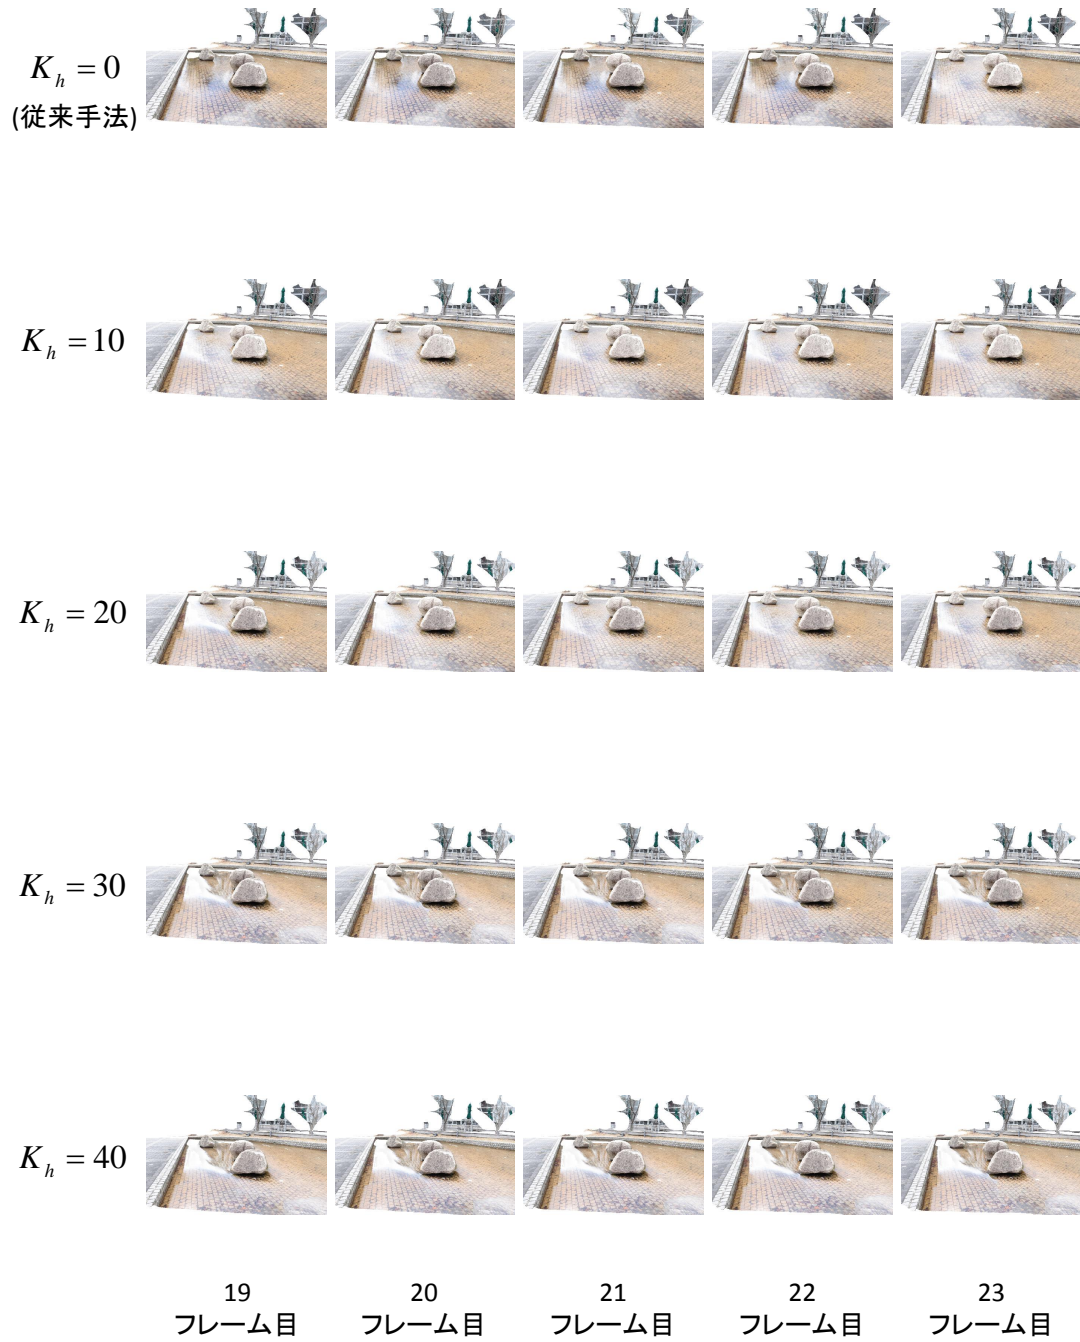 K_h = 0
(従来手法)
K_h = 10
K_h = 20
K_h = 30
K_h = 40
19 20 21 22 23
フレーム目 フレーム目 フレーム目 フレーム目 フレーム目